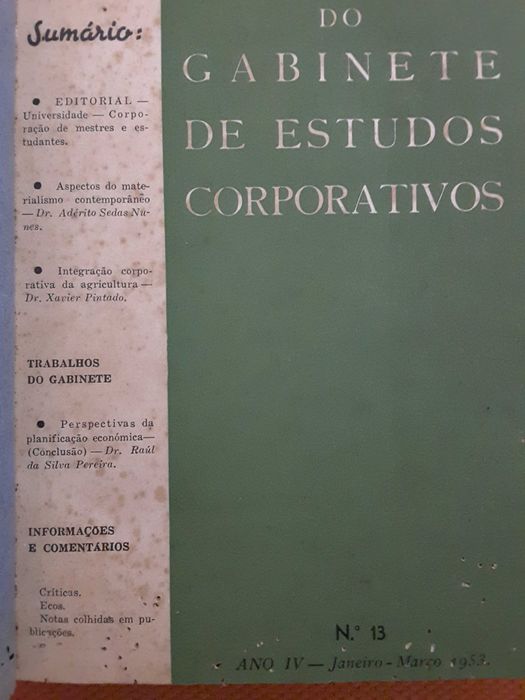 Sumário:
● EDITORIAL —
Universidade — Corpo-
ração de mestres e es-
tudantes.
● Aspectos do mate-
rialismo contemporâneo
— Dr. Adérito Sedas Nu-
nes.
● Integração corpo-
rativa da agricultura —
Dr. Xavier Pintado.
TRABALHOS
DO GABINETE
● Perspectivas da
planificação económica—
(Conclusão) — Dr. Raúl
da Silva Pereira.
INFORMAÇÕES
E COMENTÁRIOS
Críticas.
Ecos.
Notas colhidas em pu-
blicações.
DO
GABINETE
DE ESTUDOS
CORPORATIVOS
N.º 13
ANO IV — Janeiro - Março 1953.